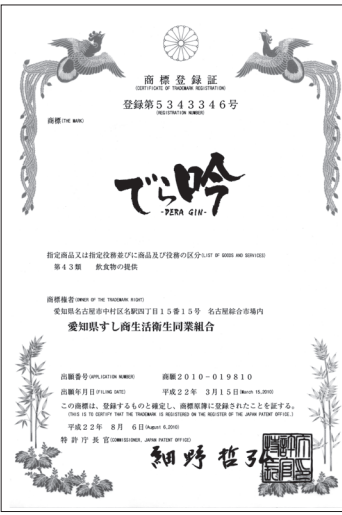 商標登録証
(CERTIFICATE OF TRADEMARK REGISTRATION)
登録第5343346号
(REGISTRATION NUMBER)
商標(THE MARK)
でら吟
-DERA GIN-
指定商品又は指定役務並びに商品及び役務の区分(LIST OF GOODS AND SERVICES)
第43類 飲食物の提供
商標権者(OWNER OF THE TRADEMARK RIGHT)
愛知県名古屋市中村区名駅四丁目15番15号 名古屋綜合市場内
愛知県すし商生活衛生同業組合
出願番号(APPLICATION NUMBER) 商願2010-019810
出願年月日(FILING DATE) 平成22年 3月15日(March 15,2010)
この商標は、登録するものと確定し、商標原簿に登録されたことを証する。
(THIS IS TO CERTIFY THAT THE TRADEMARK IS REGISTERED ON THE REGISTER OF THE JAPAN PATENT OFFICE.)
平成22年 8月 6日(August 6,2010)
特許庁長官(COMMISSIONER, JAPAN PATENT OFFICE)
細野哲弘